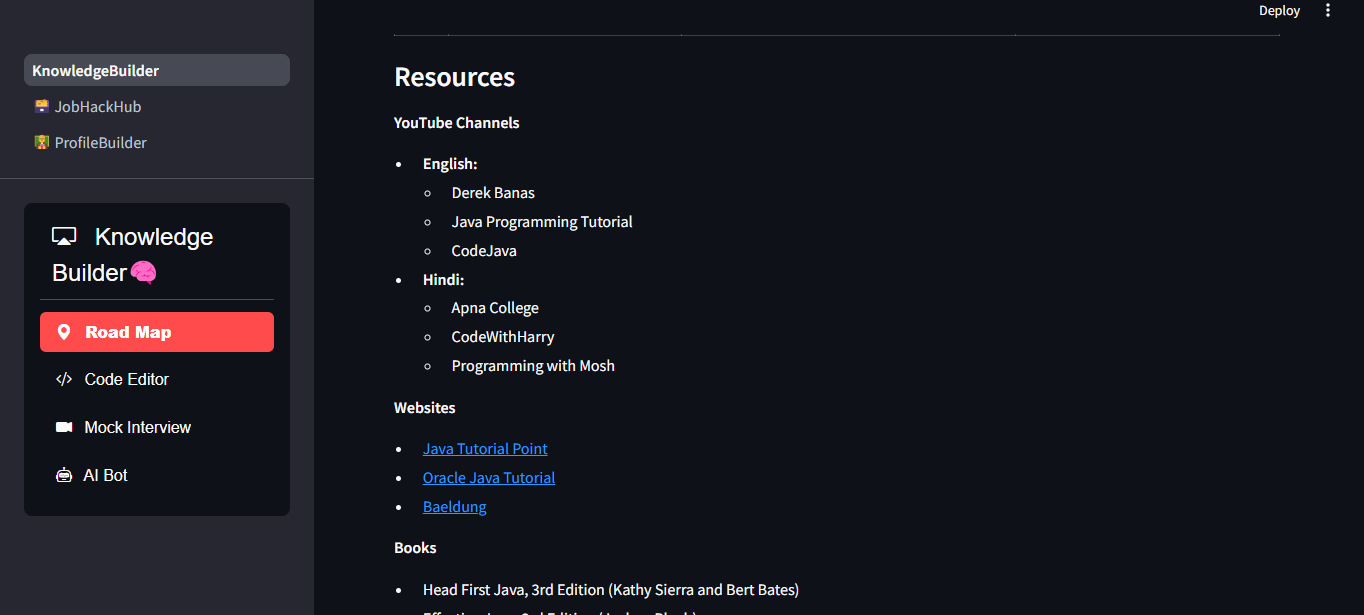 Deploy
KnowledgeBuilder
JobHackHub
ProfileBuilder
Knowledge
Builder
Road Map
Code Editor
Mock Interview
AI Bot
Resources
YouTube Channels
English:
Derek Banas
Java Programming Tutorial
CodeJava
Hindi:
Apna College
CodeWithHarry
Programming with Mosh
Websites
Java Tutorial Point
Oracle Java Tutorial
Baeldung
Books
Head First Java, 3rd Edition (Kathy Sierra and Bert Bates)